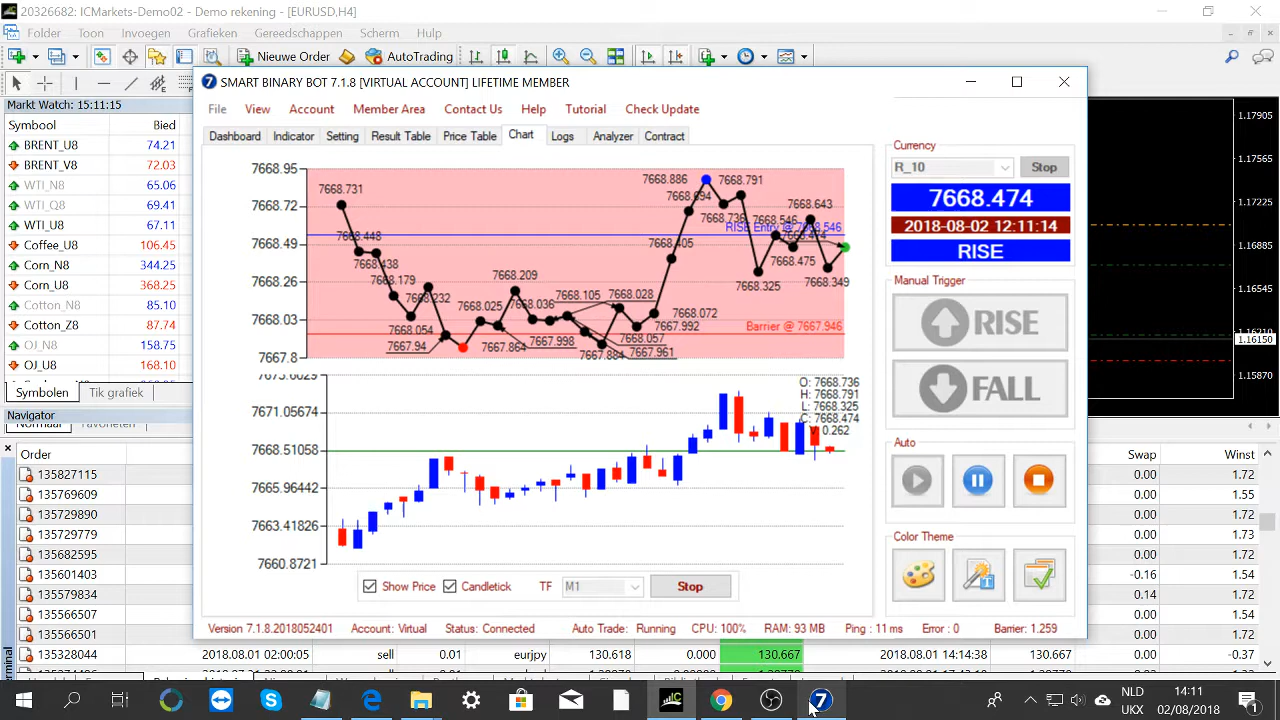 20326682: ICMarkets-Demo02 - Demo rekening - [EURUSD,H4]
Folder Toon Invoegen Grafieken Gereedschappen Scherm Hulp
Nieuwe Order AutoTrading
Markt Watch: 15:11:15
Symbool Bied
BRENT_U8 74.21
BRENT_V8 72.03
WTI_N8 65.06
WTI_Q8 69.41
WTI_U8 67.11
Coffee_U8 106.45
Corn_N8 344.25
Corn_U8 368.25
Cotton_N8 85.10
Cotton_Z8 87.74
OJ_N8 158.75
OJ_U8 168.10
Symbolen Tik grafiek
Navigator
7 SMART BINARY BOT 7.1.8 [VIRTUAL ACCOUNT] LIFETIME MEMBER
File View Account Member Area Contact Us Help Tutorial Check Update
Dashboard Indicator Setting Result Table Price Table Chart Logs Analyzer Contract
7668.95
7668.72
7668.49
7668.26
7668.03
7667.8
7668.731
7668.448
7668.438
7668.179
7668.232
7668.054
7667.94
7668.025
7667.864
7668.209
7668.036
7667.998
7668.105
7667.884
7668.028
7668.057
7667.961
7667.992
7668.072
7668.405
7668.694
7668.886
7668.736
7668.791
7668.325
7668.546
7668.475
7668.643
7668.349
7668.474
RISE Entry @ 7668.546
Barrier @ 7667.946
7673.6029
7671.05674
7668.51058
7665.96442
7663.41826
7660.8721
O: 7668.736
H: 7668.791
L: 7668.325
C: 7668.474
V: 0.262
Show Price Candletick TF M1 Stop
Currency
R_10 Stop
7668.474
2018-08-02 12:11:14
RISE
Manual Trigger
RISE
FALL
Auto
Color Theme
Version 7.1.8.2018052401 Account: Virtual Status: Connected Auto Trade: Running CPU: 100% RAM: 93 MB Ping : 11 ms Error : 0 Barrier: 1.259
1.17905
1.17565
1.17225
1.16885
1.16545
1.16210
1.16150
1.15870
Order Swap Winst
135827115 0.00 1.72
135769609 0.00 1.55
135729890 0.00 1.72
135729779 0.00 1.73
135682595 0.00 1.72
135601403 -0.16 1.54
135579834 0.14 1.72
135566507 0.00 1.54
135566501 0.00 1.72
135328044 2018.08.01 02:00:05 sell 0.01 eurjpy 130.618 0.000 130.667 2018.08.01 14:14:38 130.667 0.00 -0.37
NLD 14:11
UKX 02/08/2018